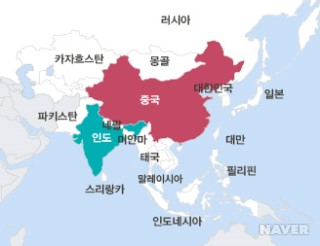 러시아
카자흐스탄
몽골
대한민국
중국
일본
파키스탄
네팔
인도
미얀마
대만
태국
필리핀
스리랑카
말레이시아
인도네시아
NAVER